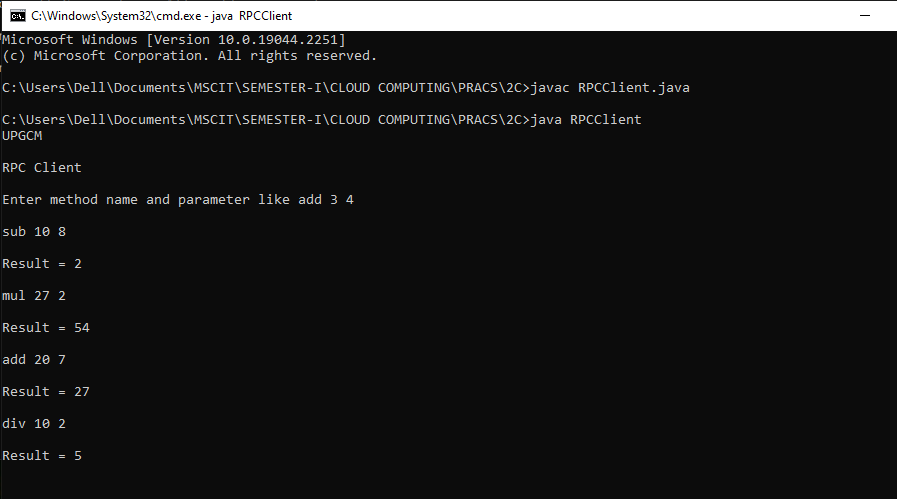 C:\Windows\System32\cmd.exe - java  RPCClient
Microsoft Windows [Version 10.0.19044.2251]
(c) Microsoft Corporation. All rights reserved.
C:\Users\Dell\Documents\MSCIT\SEMESTER-I\CLOUD COMPUTING\PRACS\2C>javac RPCClient.java
C:\Users\Dell\Documents\MSCIT\SEMESTER-I\CLOUD COMPUTING\PRACS\2C>java RPCClient
UPGCM
RPC Client
Enter method name and parameter like add 3 4
sub 10 8
Result = 2
mul 27 2
Result = 54
add 20 7
Result = 27
div 10 2
Result = 5